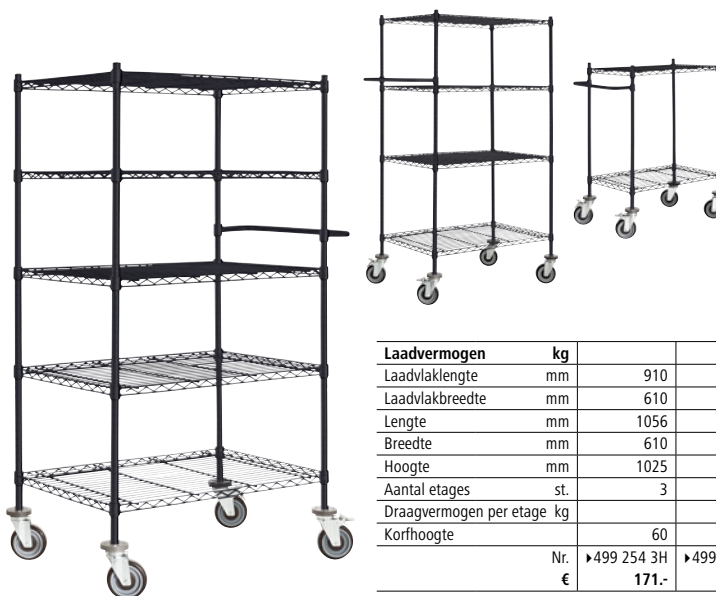 Laadvermogen kg
Laadvlaklengte mm 910
Laadvlakbreedte mm 610
Lengte mm 1056
Breedte mm 610
Hoogte mm 1025
Aantal etages st. 3
Draagvermogen per etage kg
Korfhoogte 60
Nr. ▸499 254 3H ▸499
€ 171.-